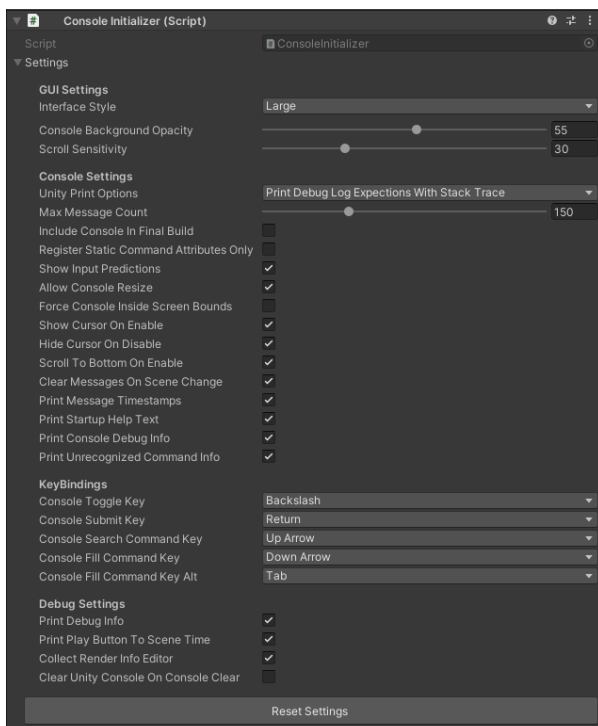 # Console Initializer (Script)
Script ConsoleInitializer
Settings
GUI Settings
Interface Style Large
Console Background Opacity 55
Scroll Sensitivity 30
Console Settings
Unity Print Options Print Debug Log Expections With Stack Trace
Max Message Count 150
Include Console In Final Build
Register Static Command Attributes Only
Show Input Predictions
Allow Console Resize
Force Console Inside Screen Bounds
Show Cursor On Enable
Hide Cursor On Disable
Scroll To Bottom On Enable
Clear Messages On Scene Change
Print Message Timestamps
Print Startup Help Text
Print Console Debug Info
Print Unrecognized Command Info
KeyBindings
Console Toggle Key Backslash
Console Submit Key Return
Console Search Command Key Up Arrow
Console Fill Command Key Down Arrow
Console Fill Command Key Alt Tab
Debug Settings
Print Debug Info
Print Play Button To Scene Time
Collect Render Info Editor
Clear Unity Console On Console Clear
Reset Settings